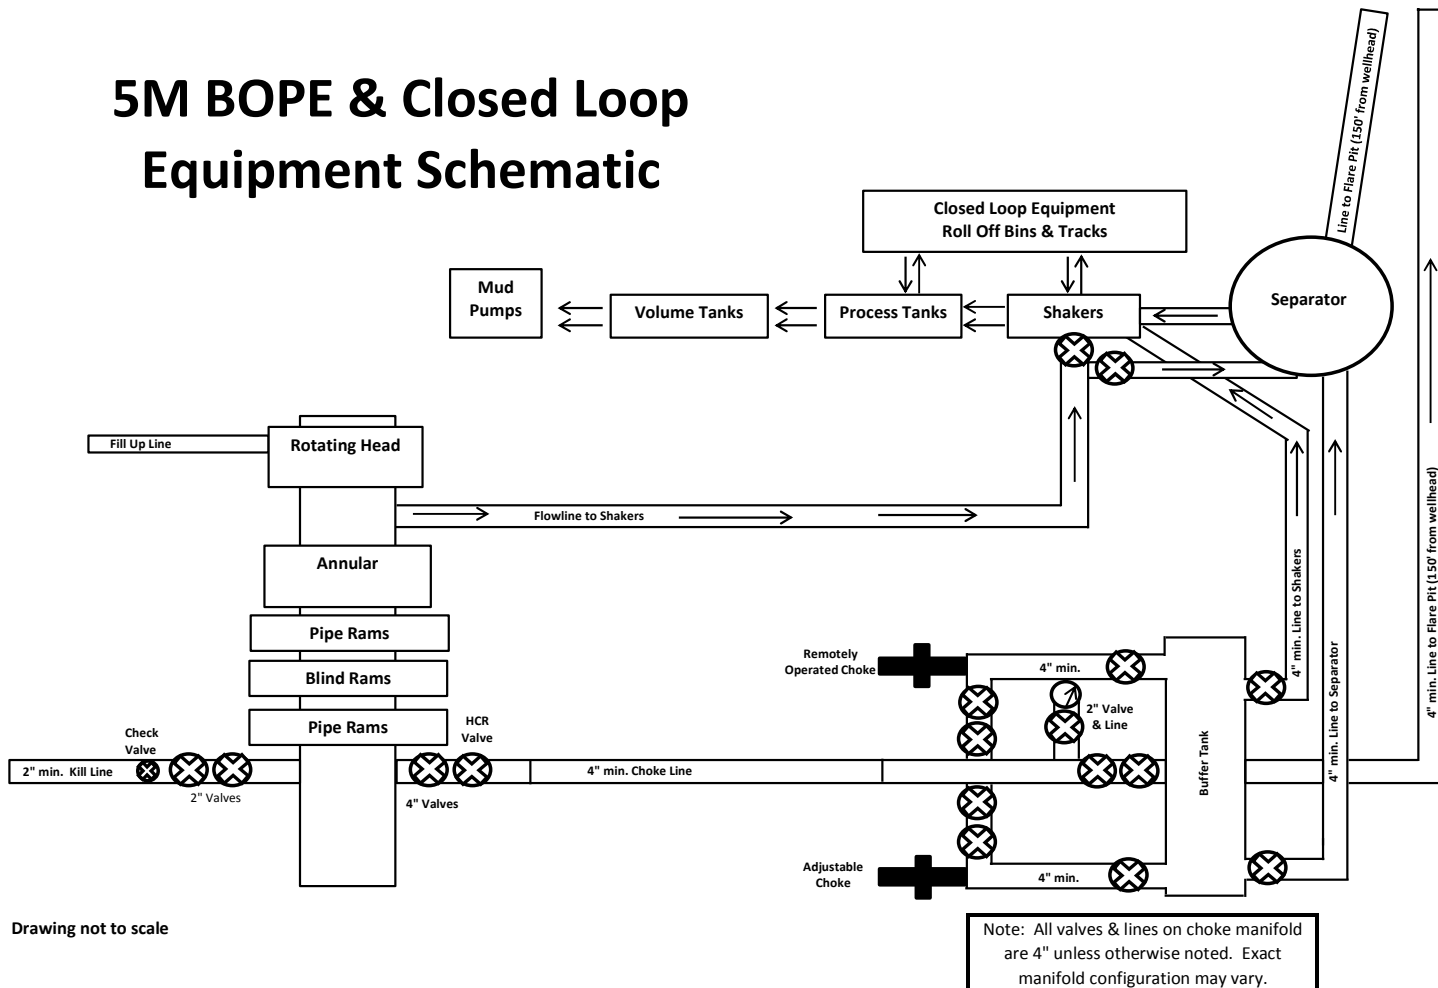 5M BOPE & Closed Loop
Equipment Schematic
Line to Flare Pit (150' from wellhead)
Closed Loop Equipment
Roll Off Bins & Tracks
Mud
Pumps
Volume Tanks
Process Tanks
Shakers
Separator
Fill Up Line
Rotating Head
Flowline to Shakers
Annular
Pipe Rams
Blind Rams
Pipe Rams
Check
Valve
HCR
Valve
2" min. Kill Line
2" Valves
4" Valves
4" min. Choke Line
Remotely
Operated Choke
4" min.
2" Valve
& Line
Adjustable
Choke
4" min.
Buffer Tank
4" min. Line to Shakers
4" min. Line to Separator
4" min. Line to Flare Pit (150' from wellhead)
Drawing not to scale
Note: All valves & lines on choke manifold
are 4" unless otherwise noted. Exact
manifold configuration may vary.